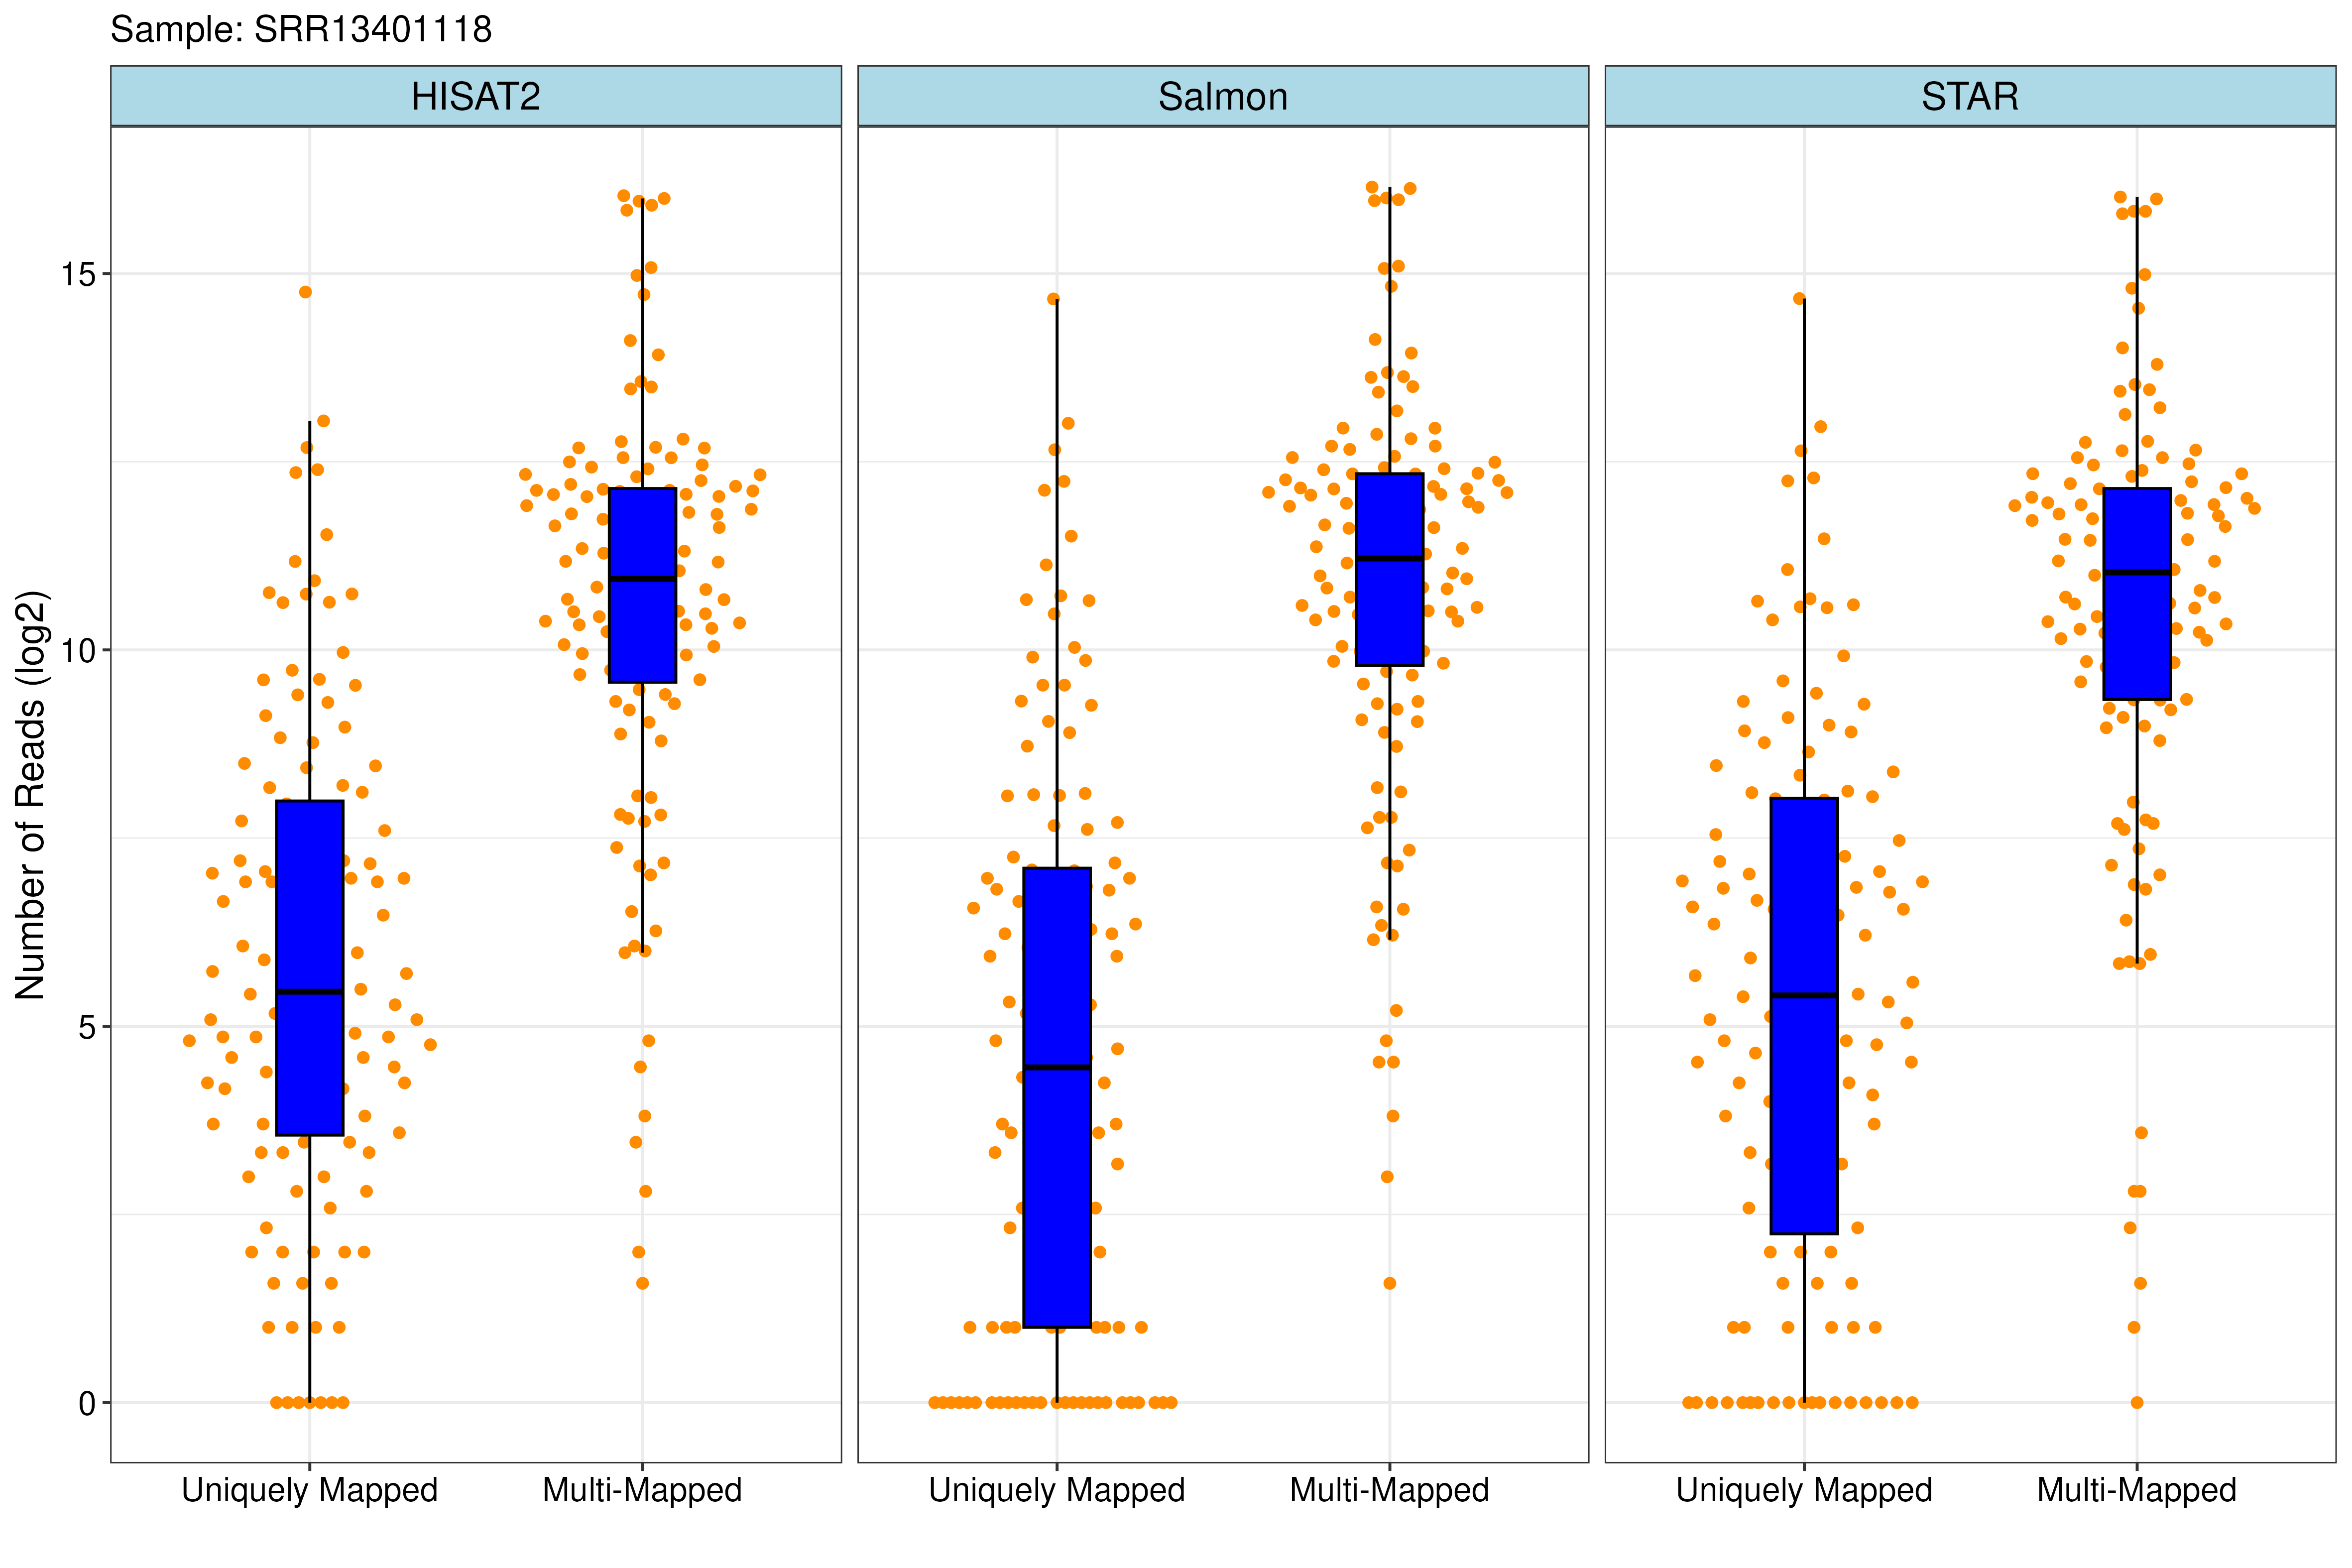 Sample: SRR13401118
HISAT2
Salmon
STAR
Number of Reads (log2)
15
10
5
0
Uniquely Mapped
Multi-Mapped
Uniquely Mapped
Multi-Mapped
Uniquely Mapped
Multi-Mapped